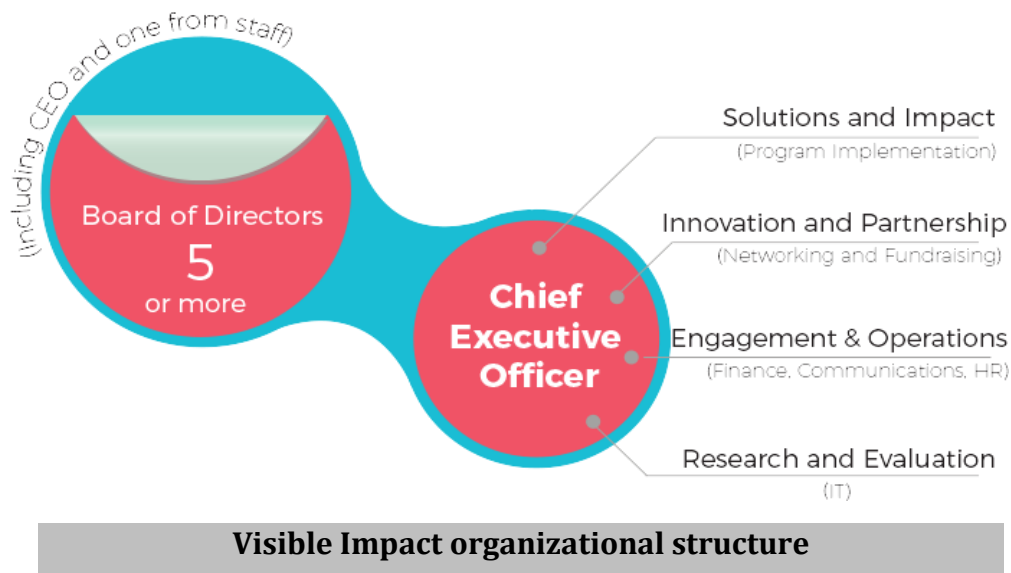 (Including CEO and one from staff)
Board of Directors
5
or more
Chief
Executive
Officer
Solutions and Impact
(Program Implementation)
Innovation and Partnership
(Networking and Fundraising)
Engagement & Operations
(Finance, Communications, HR)
Research and Evaluation
(IT)
Visible Impact organizational structure